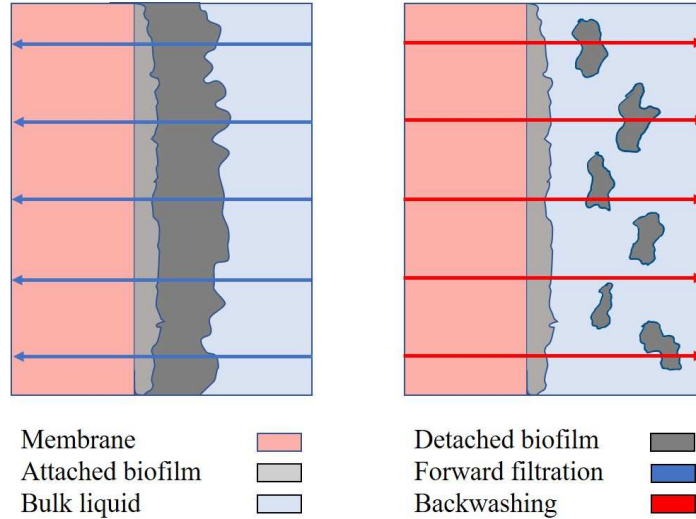 Membrane
Attached biofilm
Bulk liquid
Detached biofilm
Forward filtration
Backwashing